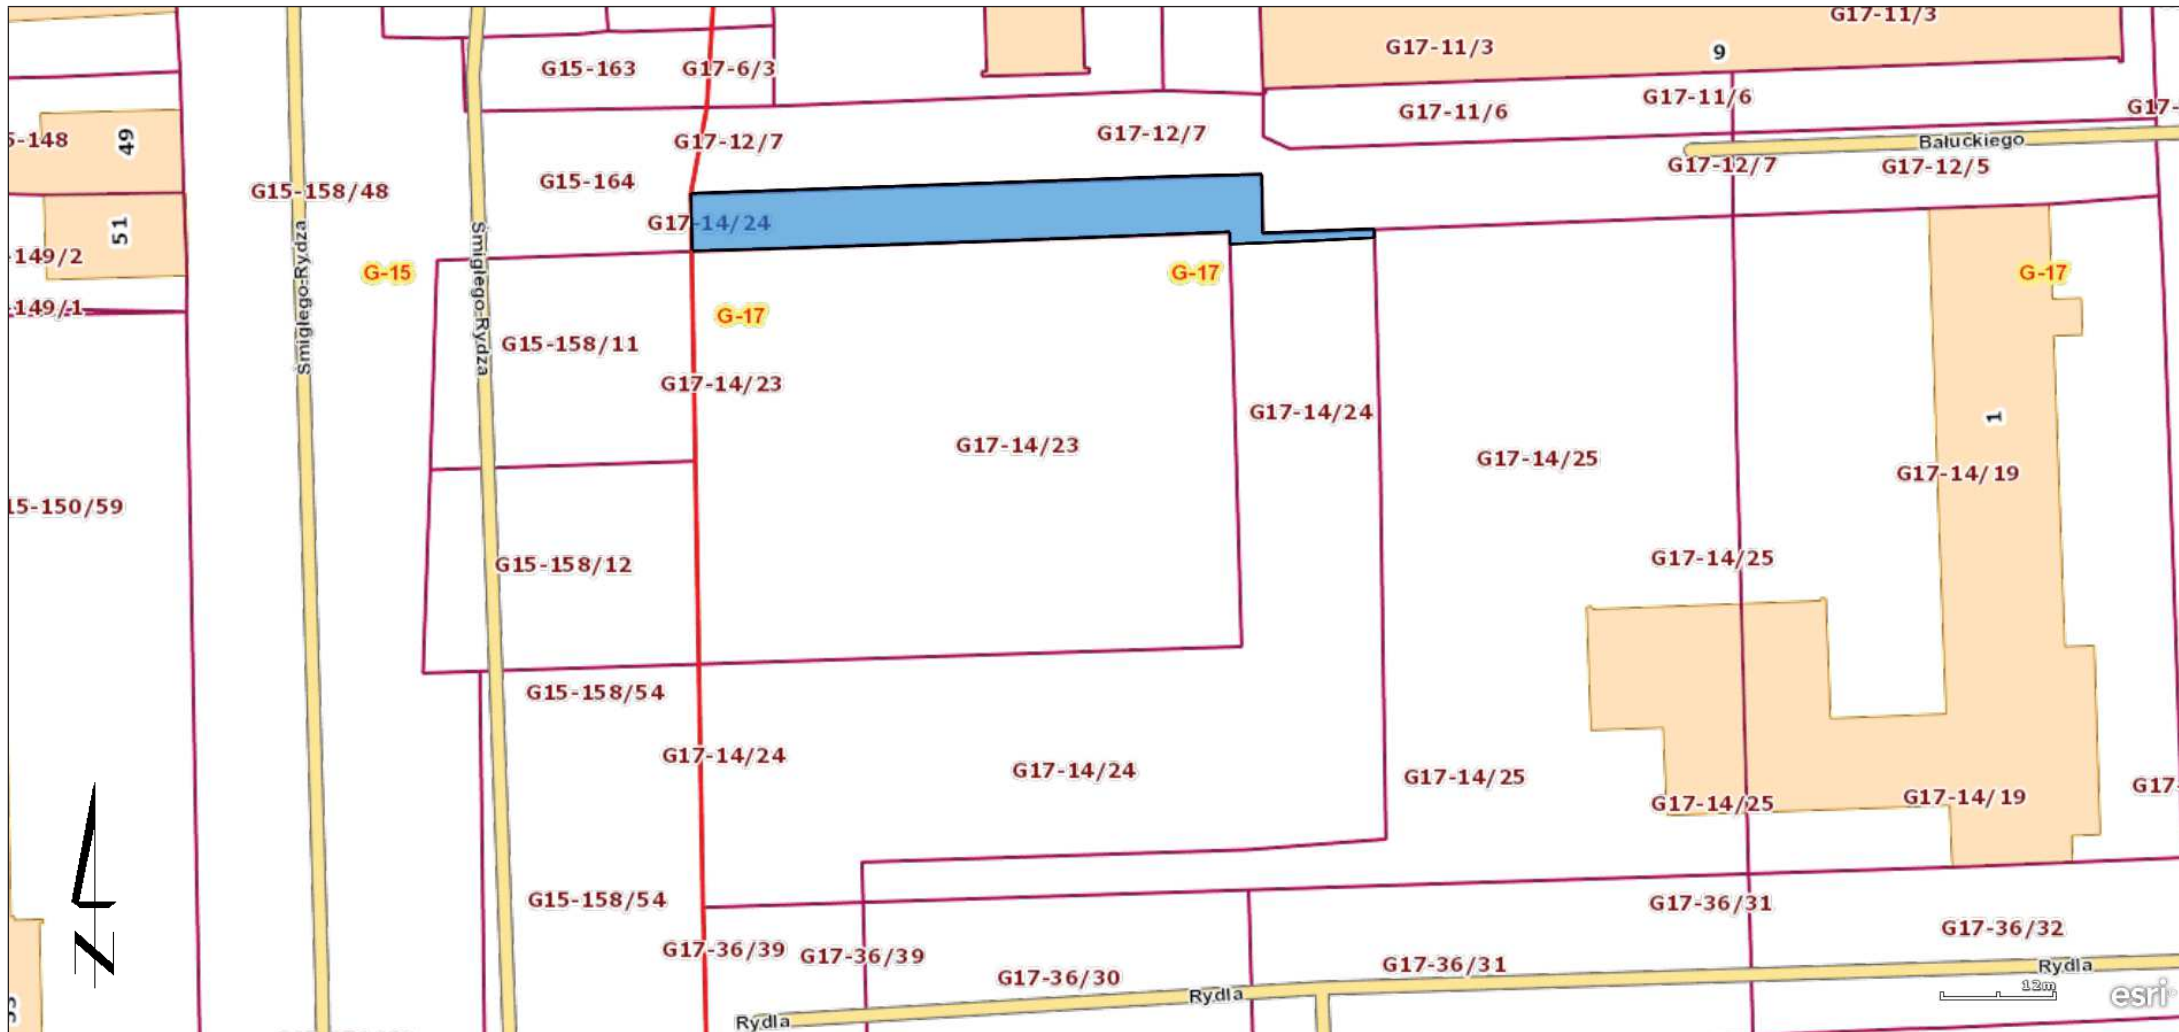 G17-11/3
G17-11/3
9
G15-163
G17-6/3
G17-11/6
G17-11/6
G17-
49
5-148
G17-12/7
G17-12/7
Bałuckiego
G17-12/7
G17-12/5
G15-158/48
G15-164
51
G17-14/24
149/2
G-15
G-17
G-17
149/1
G-17
Śmigłego-Rydza
Śmigłego-Rydza
G15-158/11
G17-14/23
G17-14/24
1
G17-14/23
G17-14/25
G17-14/19
15-150/59
G15-158/12
G17-14/25
G15-158/54
G17-14/24
G17-14/24
G17-14/25
G17-14/25
G17-14/19
G17-
G15-158/54
G17-36/31
G17-36/32
G17-36/39
G17-36/39
G17-36/30
G17-36/31
Rydla
Rydla
Rydla
12m
esri
N